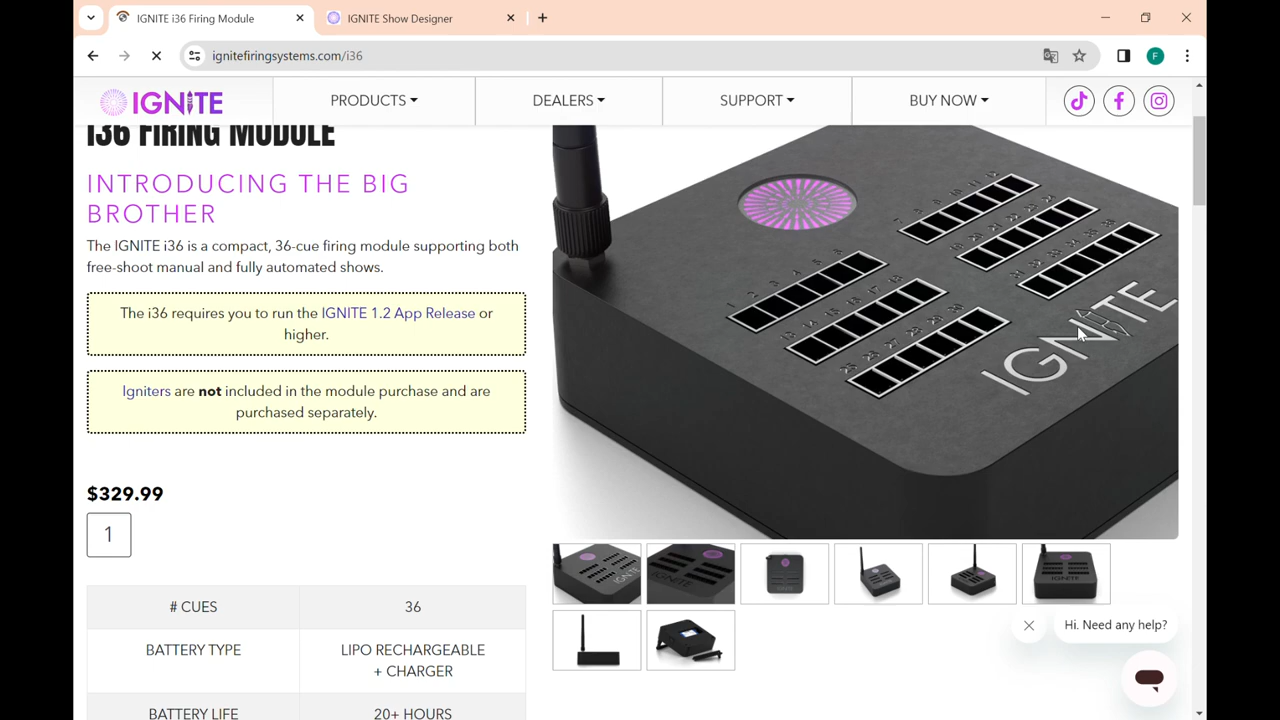 IGNITE i36 Firing Module
IGNITE Show Designer
ignitefiringsystems.com/i36
F
IGNITE
PRODUCTS
DEALERS
SUPPORT
BUY NOW
i36 FIRING MODULE
INTRODUCING THE BIG
BROTHER
The IGNITE i36 is a compact, 36-cue firing module supporting both
free-shoot manual and fully automated shows.
The i36 requires you to run the IGNITE 1.2 App Release or
higher.
Igniters are not included in the module purchase and are
purchased separately.
$329.99
1
# CUES 36
BATTERY TYPE LIPO RECHARGEABLE
+ CHARGER
BATTERY LIFE 20+ HOURS
IGNITE
Hi. Need any help?